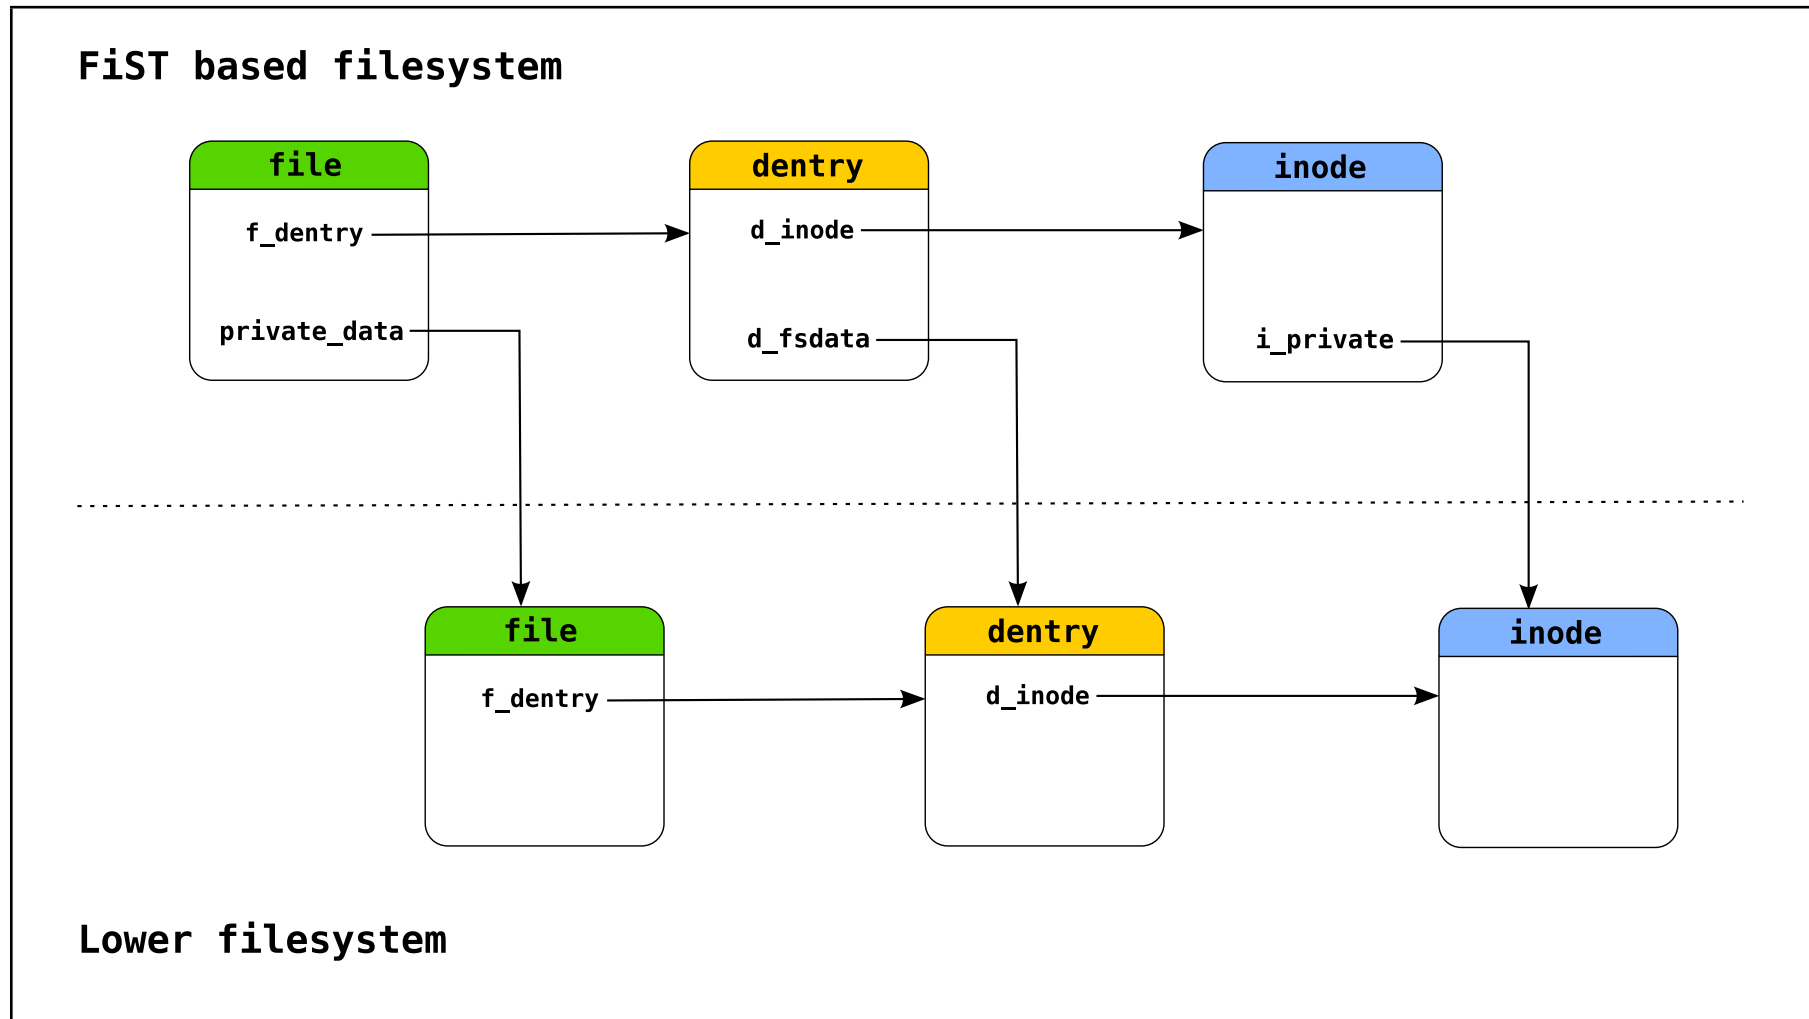 FiST based filesystem
file
dentry
inode
f_dentry
d_inode
private_data
d_fsdata
i_private
file
dentry
inode
f_dentry
d_inode
Lower filesystem